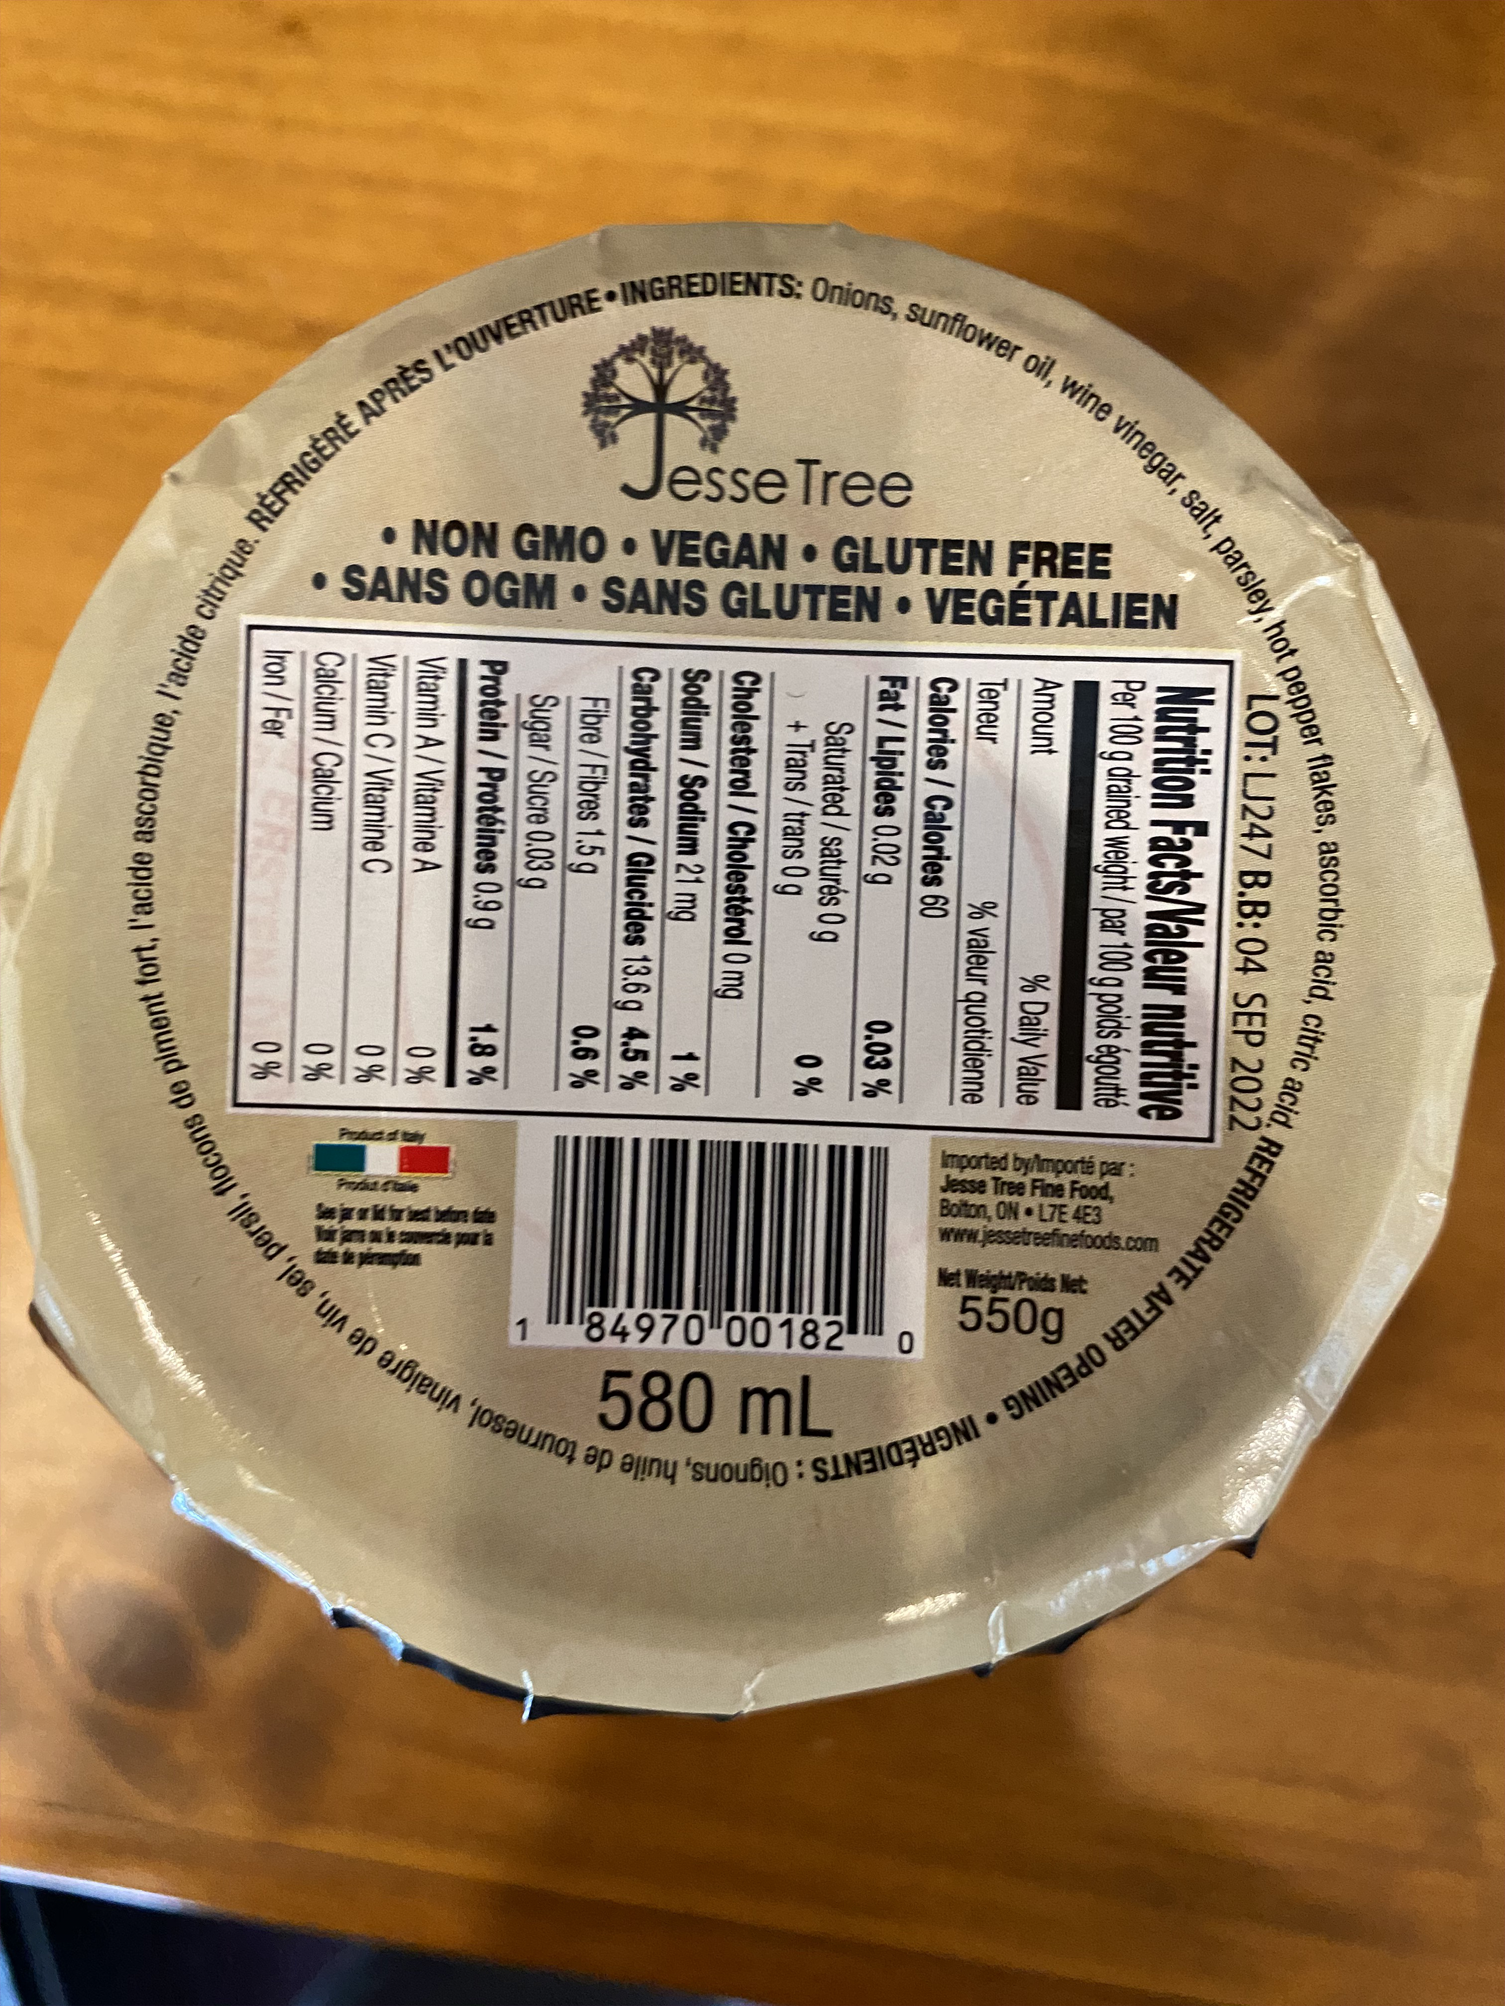 INGREDIENTS: Onions, sunflower oil, wine vinegar, salt, parsley, hot pepper flakes, ascorbic acid, citric acid. REFRIGERATE AFTER OPENING •
INGRÉDIENTS : Oignons, huile de tournesol, vinaigre de vin, sel, persil, flocons de piment fort, l'acide ascorbique, l'acide citrique. RÉFRIGÉRÉ APRÈS L'OUVERTURE •
Jesse Tree
• NON GMO • VEGAN • GLUTEN FREE
• SANS OGM • SANS GLUTEN • VEGÉTALIEN
LOT: LJ247 B.B: 04 SEP 2022
Nutrition Facts/Valeur nutritive
Per 100 g drained weight / par 100 g poids égoutté
Amount % Daily Value
Teneur % valeur quotidienne
Calories / Calories 60
Fat / Lipides 0.02 g 0.03 %
Saturated / saturés 0 g
+ Trans / trans 0 g 0 %
Cholesterol / Cholestérol 0 mg
Sodium / Sodium 21 mg 1 %
Carbohydrates / Glucides 13.6 g 4.5 %
Fibre / Fibres 1.5 g 0.6 %
Sugar / Sucre 0.03 g
Protein / Protéines 0.9 g 1.8 %
Vitamin A / Vitamine A 0 %
Vitamin C / Vitamine C 0 %
Calcium / Calcium 0 %
Iron / Fer 0 %
Product of Italy
Produit d'Italie
See jar or lid for best before date
Voir jarre ou le couvercle pour la
date de péremption
1 84970 00182 0
580 mL
Imported by/Importé par :
Jesse Tree Fine Food,
Bolton, ON • L7E 4E3
www.jessetreefinefoods.com
Net Weight/Poids Net:
550g